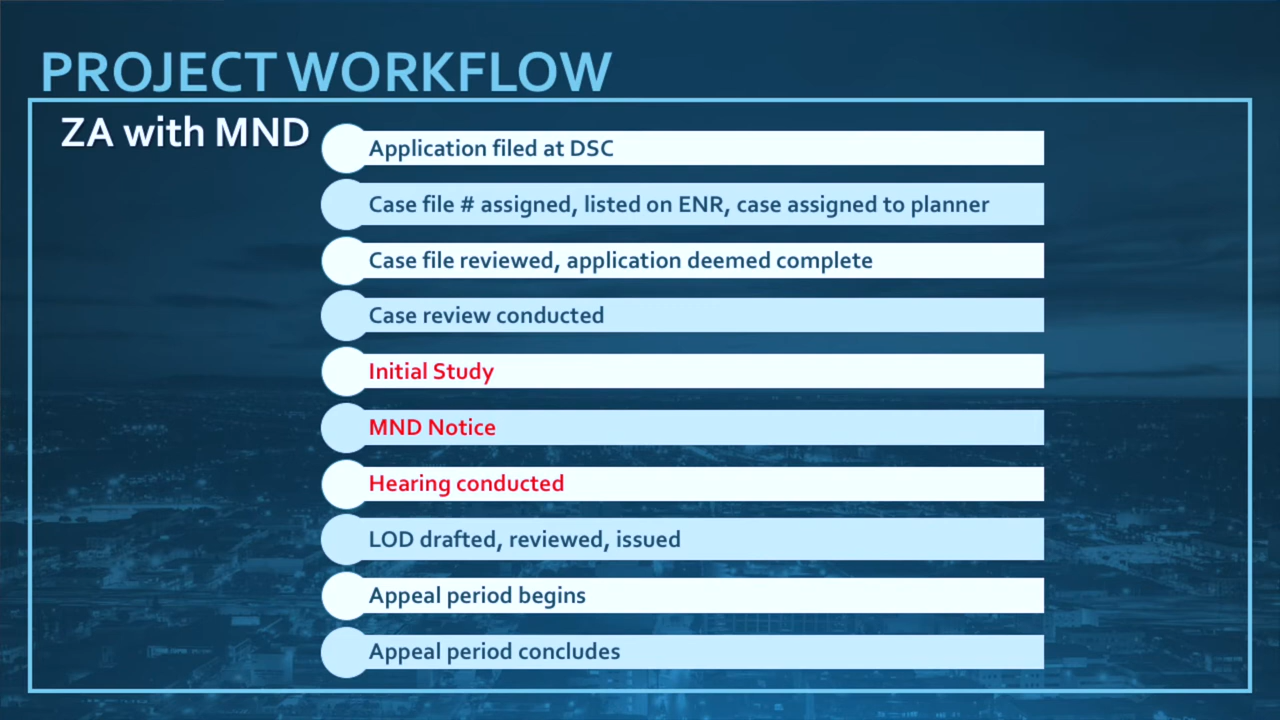 PROJECT WORKFLOW
ZA with MND
Application filed at DSC
Case file # assigned, listed on ENR, case assigned to planner
Case file reviewed, application deemed complete
Case review conducted
Initial Study
MND Notice
Hearing conducted
LOD drafted, reviewed, issued
Appeal period begins
Appeal period concludes